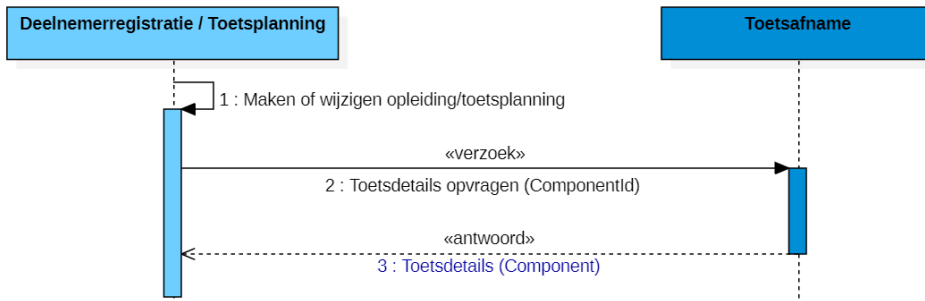 Deelnemerregistratie / Toetsplanning
Toetsafname
1 : Maken of wijzigen opleiding/toetsplanning
«verzoek»
2 : Toetsdetails opvragen (ComponentId)
«antwoord»
3 : Toetsdetails (Component)